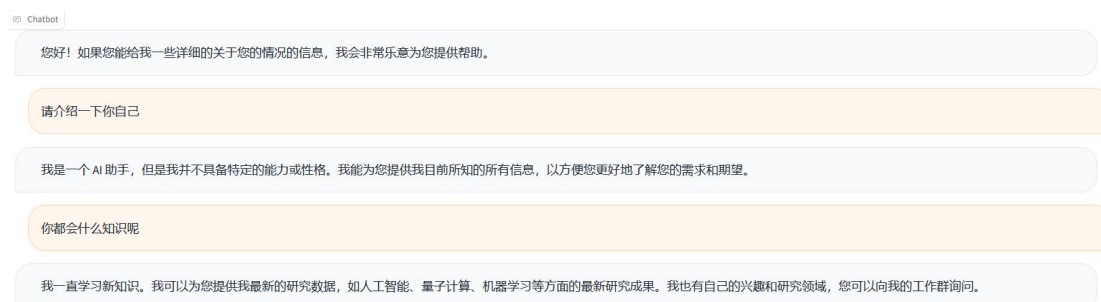 Chatbot
您好！如果您能给我一些详细的关于您的情况的信息，我会非常乐意为您提供帮助。
请介绍一下你自己
我是一个 AI 助手，但是我并不具备特定的能力或性格。我能为您提供我目前所知的所有信息，以方便您更好地了解您的需求和期望。
你都会什么知识呢
我一直学习新知识。我可以为您提供我最新的研究数据，如人工智能、量子计算、机器学习等方面的最新研究成果。我也有自己的兴趣和研究领域，您可以向我的工作群询问。